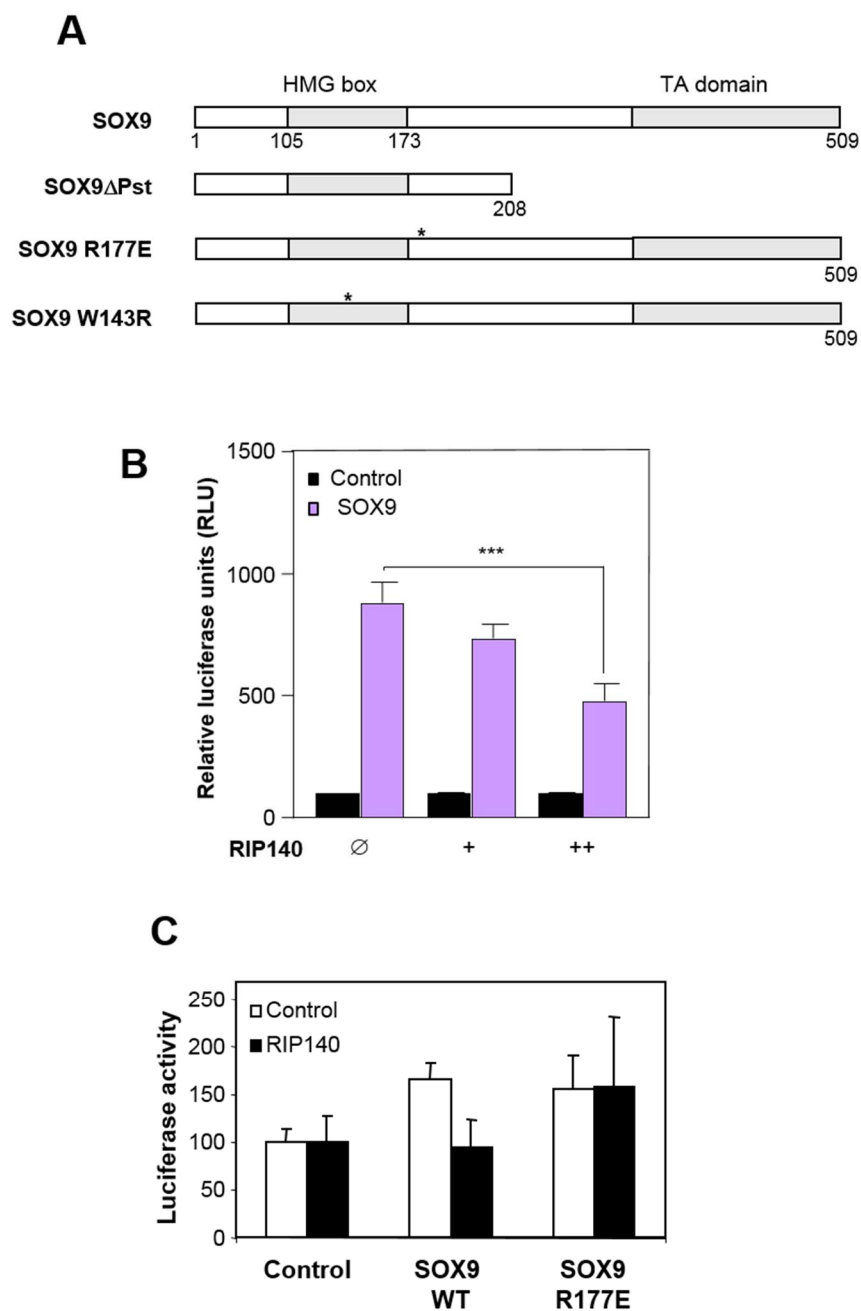 A
HMG box TA domain
SOX9
1 105 173 509
SOX9ΔPst
208
*
SOX9 R177E
509
*
SOX9 W143R
509
B
Relative luciferase units (RLU)
1500
1000
500
0
Control
SOX9
***
RIP140 ∅ + ++
C
Luciferase activity
250
200
150
100
50
0
Control
RIP140
Control SOX9 SOX9
WT R177E